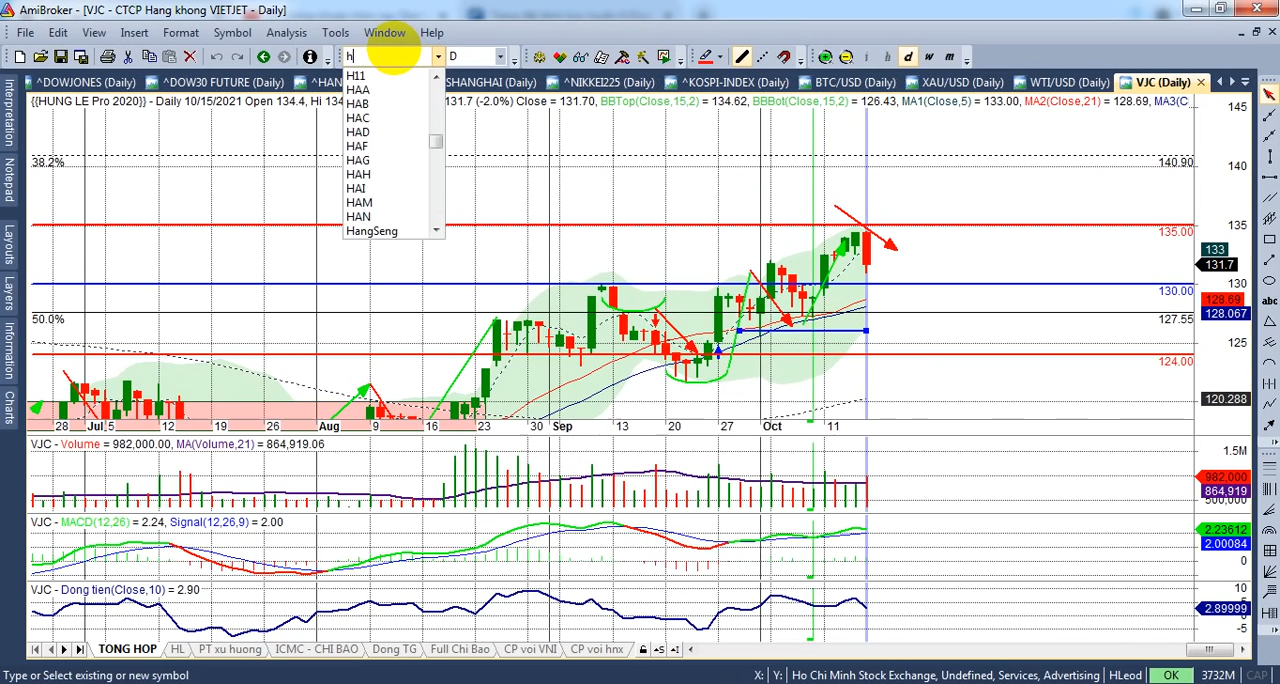 AmiBroker - [VJC - CTCP Hang khong VIETJET - Daily]
File Edit View Insert Format Symbol Analysis Tools Window Help
h D
h d w m
^DOWJONES (Daily) ^DOW30 FUTURE (Daily) ^HAN SHANGHAI (Daily) ^NIKKEI225 (Daily) ^KOSPI-INDEX (Daily) BTC/USD (Daily) XAU/USD (Daily) WTI/USD (Daily) VJC (Daily)
{{HUNG LE Pro 2020}} - Daily 10/15/2021 Open 134.4, Hi 134 131.7 (-2.0%) Close = 131.70, BBTop(Close,15,2) = 134.62, BBBot(Close,15,2) = 126.43, MA1(Close,5) = 133.00, MA2(Close,21) = 128.69, MA3(C
H11
HAA
HAB
HAC
HAD
HAF
HAG
HAH
HAI
HAM
HAN
HangSeng
Interpretation
Notepad
Layouts
Layers
Information
Charts
abc
38.2%
50.0%
140.90
135.00
130.00
127.55
124.00
145
140
135
133
131.7
130
128.69
128.067
125
120.288
28 Jul 5 12 19 26 Aug 9 16 23 30 Sep 13 20 27 Oct 11
VJC - Volume = 982,000.00, MA(Volume,21) = 864,919.06
1.5M
982,000
864,919
500,000
VJC - MACD(12,26) = 2.24, Signal(12,26,9) = 2.00
2.23612
2.00084
0
VJC - Dong tien(Close,10) = 2.90
10
2.89999
-5
TONG HOP HL PT xu huong ICMC - CHI BAO Dong TG Full Chi Bao CP voi VNI CP voi hnx
Type or Select existing or new symbol X: Y: Ho Chi Minh Stock Exchange, Undefined, Services, Advertising HLeod OK 3732M CAP